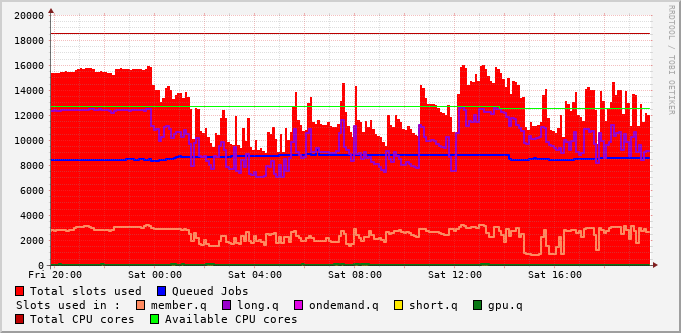 20000
18000
16000
14000
12000
10000
8000
6000
4000
2000
0
Fri 20:00 Sat 00:00 Sat 04:00 Sat 08:00 Sat 12:00 Sat 16:00
Total slots used Queued Jobs
Slots used in : member.q long.q ondemand.q short.q gpu.q
Total CPU cores Available CPU cores
RRDTOOL / TOBI OETIKER